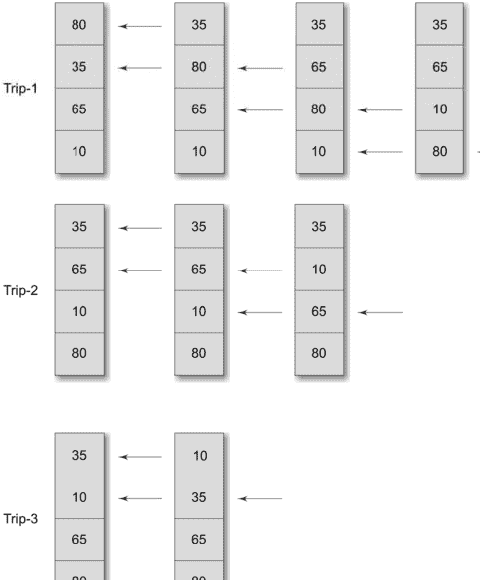 80 35 35 35
35 80 65 65
Trip-1
65 65 80 10
10 10 10 80
35 35 35
65 65 10
Trip-2
10 10 65
80 80 80
35 10
10 35
Trip-3
65 65
80 80